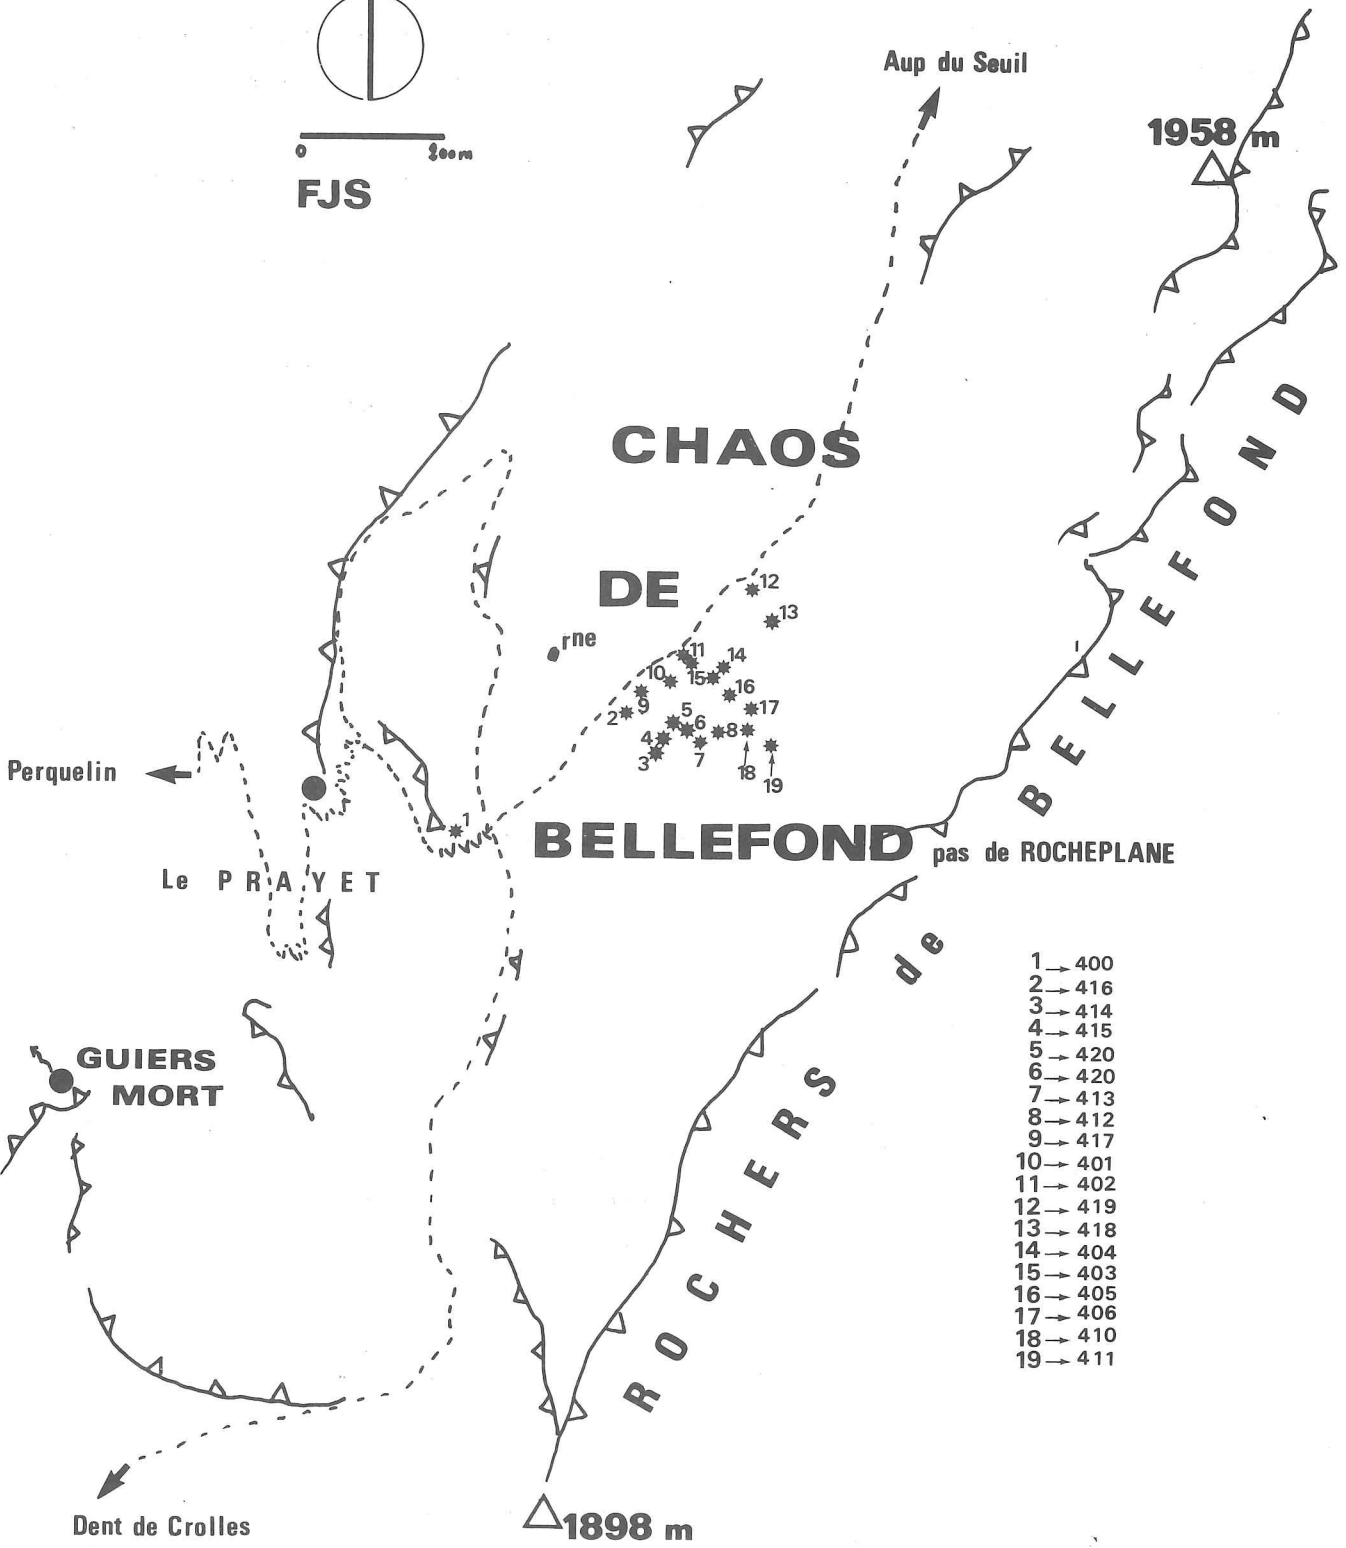 Aup du Seuil
1958 m
0 200m
FJS
CHAOS
DE
BELLEFOND
rne
12
13
11
14
10
15
16
9
2
5
17
6
4
8
3
7
18
19
1
Perquelin
Le PRAYET
pas de ROCHEPLANE
ROCHERS de BELLEFOND
GUIERS
MORT
1 → 400
2 → 416
3 → 414
4 → 415
5 → 420
6 → 420
7 → 413
8 → 412
9 → 417
10 → 401
11 → 402
12 → 419
13 → 418
14 → 404
15 → 403
16 → 405
17 → 406
18 → 410
19 → 411
Dent de Crolles
1898 m